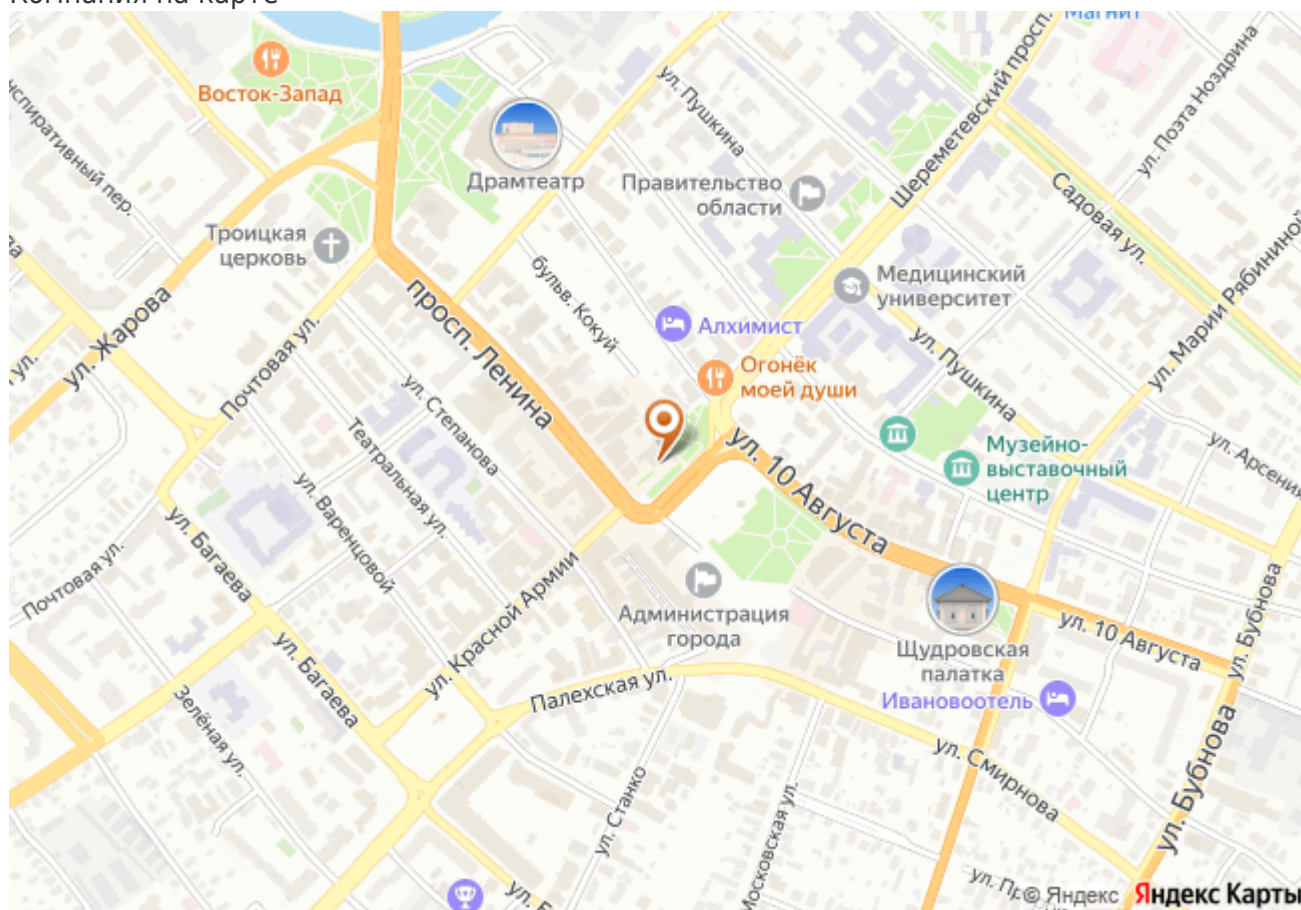 Компания на карте
Магнит
Восток-Запад
Драмтеатр
ул. Пушкина
Шереметевский просп.
ул. Поэта Ноздрина
Правительство
области
Садовая ул.
Троицкая
церковь
бульв. Кокуй
Медицинский
университет
ул. Марии Рябининой
ул. Жарова
просп. Ленина
Алхимист
Почтовая ул.
Огонёк
моей души
ул. Пушкина
ул. Степанова
Театральная ул.
ул. 10 Августа
Музейно-
выставочный
центр
ул. Варенцовой
ул. Багаева
Почтовая ул.
ул. Красной Армии
Администрация
города
Щудровская
палатка
ул. 10 Августа
ул. Бубнова
ул. Багаева
Палехская ул.
Ивановоотель
Зелёная ул.
ул. Смирнова
ул. Бубнова
ул. Станко
© Яндекс
Яндекс Карты